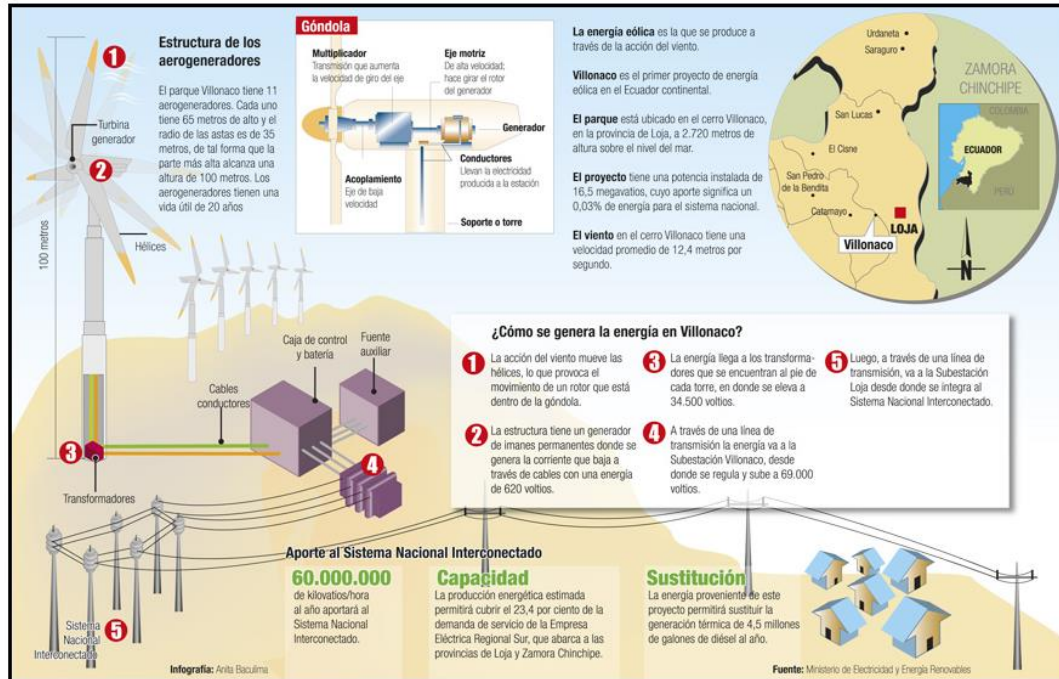 Estructura de los
aerogeneradores
El parque Villonaco tiene 11
aerogeneradores. Cada uno
tiene 65 metros de alto y el
radio de las astas es de 35
metros, de tal forma que la
parte más alta alcanza una
altura de 100 metros. Los
aerogeneradores tienen una
vida útil de 20 años
1
Turbina
generador
2
Hélices
100 metros
Góndola
Multiplicador
Transmisión que aumenta
la velocidad de giro del eje
Eje motriz
De alta velocidad;
hace girar el rotor
del generador
Generador
Conductores
Llevan la electricidad
producida a la estación
Acoplamiento
Eje de baja
velocidad
Soporte o torre
La energía eólica es la que se produce a
través de la acción del viento.
Villonaco es el primer proyecto de energía
eólica en el Ecuador continental.
El parque está ubicado en el cerro Villonaco,
en la provincia de Loja, a 2.720 metros de
altura sobre el nivel del mar.
El proyecto tiene una potencia instalada de
16,5 megavatios, cuyo aporte significa un
0,03% de energía para el sistema nacional.
El viento en el cerro Villonaco tiene una
velocidad promedio de 12,4 metros por
segundo.
Urdaneta
Saraguro
ZAMORA
CHINCHIPE
San Lucas
COLOMBIA
ECUADOR
PERÚ
El Cisne
San Pedro
de la Bendita
Catamayo
LOJA
Villonaco
N
Caja de control
y batería
Fuente
auxiliar
Cables
conductores
3
Transformadores
4
¿Cómo se genera la energía en Villonaco?
1
La acción del viento mueve las
hélices, lo que provoca el
movimiento de un rotor que está
dentro de la góndola.
2
La estructura tiene un generador
de imanes permanentes donde se
genera la corriente que baja a
través de cables con una energía
de 620 voltios.
3
La energía llega a los transforma-
dores que se encuentran al pie de
cada torre, en donde se eleva a
34.500 voltios.
4
A través de una línea de
transmisión la energía va a la
Subestación Villonaco, desde
donde se regula y sube a 69.000
voltios.
5
Luego, a través de una línea de
transmisión, va a la Subestación
Loja desde donde se integra al
Sistema Nacional Interconectado.
Aporte al Sistema Nacional Interconectado
60.000.000
de kilovatios/hora
al año aportará al
Sistema Nacional
Interconectado.
Capacidad
La producción energética estimada
permitirá cubrir el 23,4 por ciento de la
demanda de servicio de la Empresa
Eléctrica Regional Sur, que abarca a las
provincias de Loja y Zamora Chinchipe.
Sustitución
La energía proveniente de este
proyecto permitirá sustituir la
generación térmica de 4,5 millones
de galones de diésel al año.
Sistema
Nacional
Interconectado
5
Infografía: Anita Baculima
Fuente: Ministerio de Electricidad y Energía Renovables